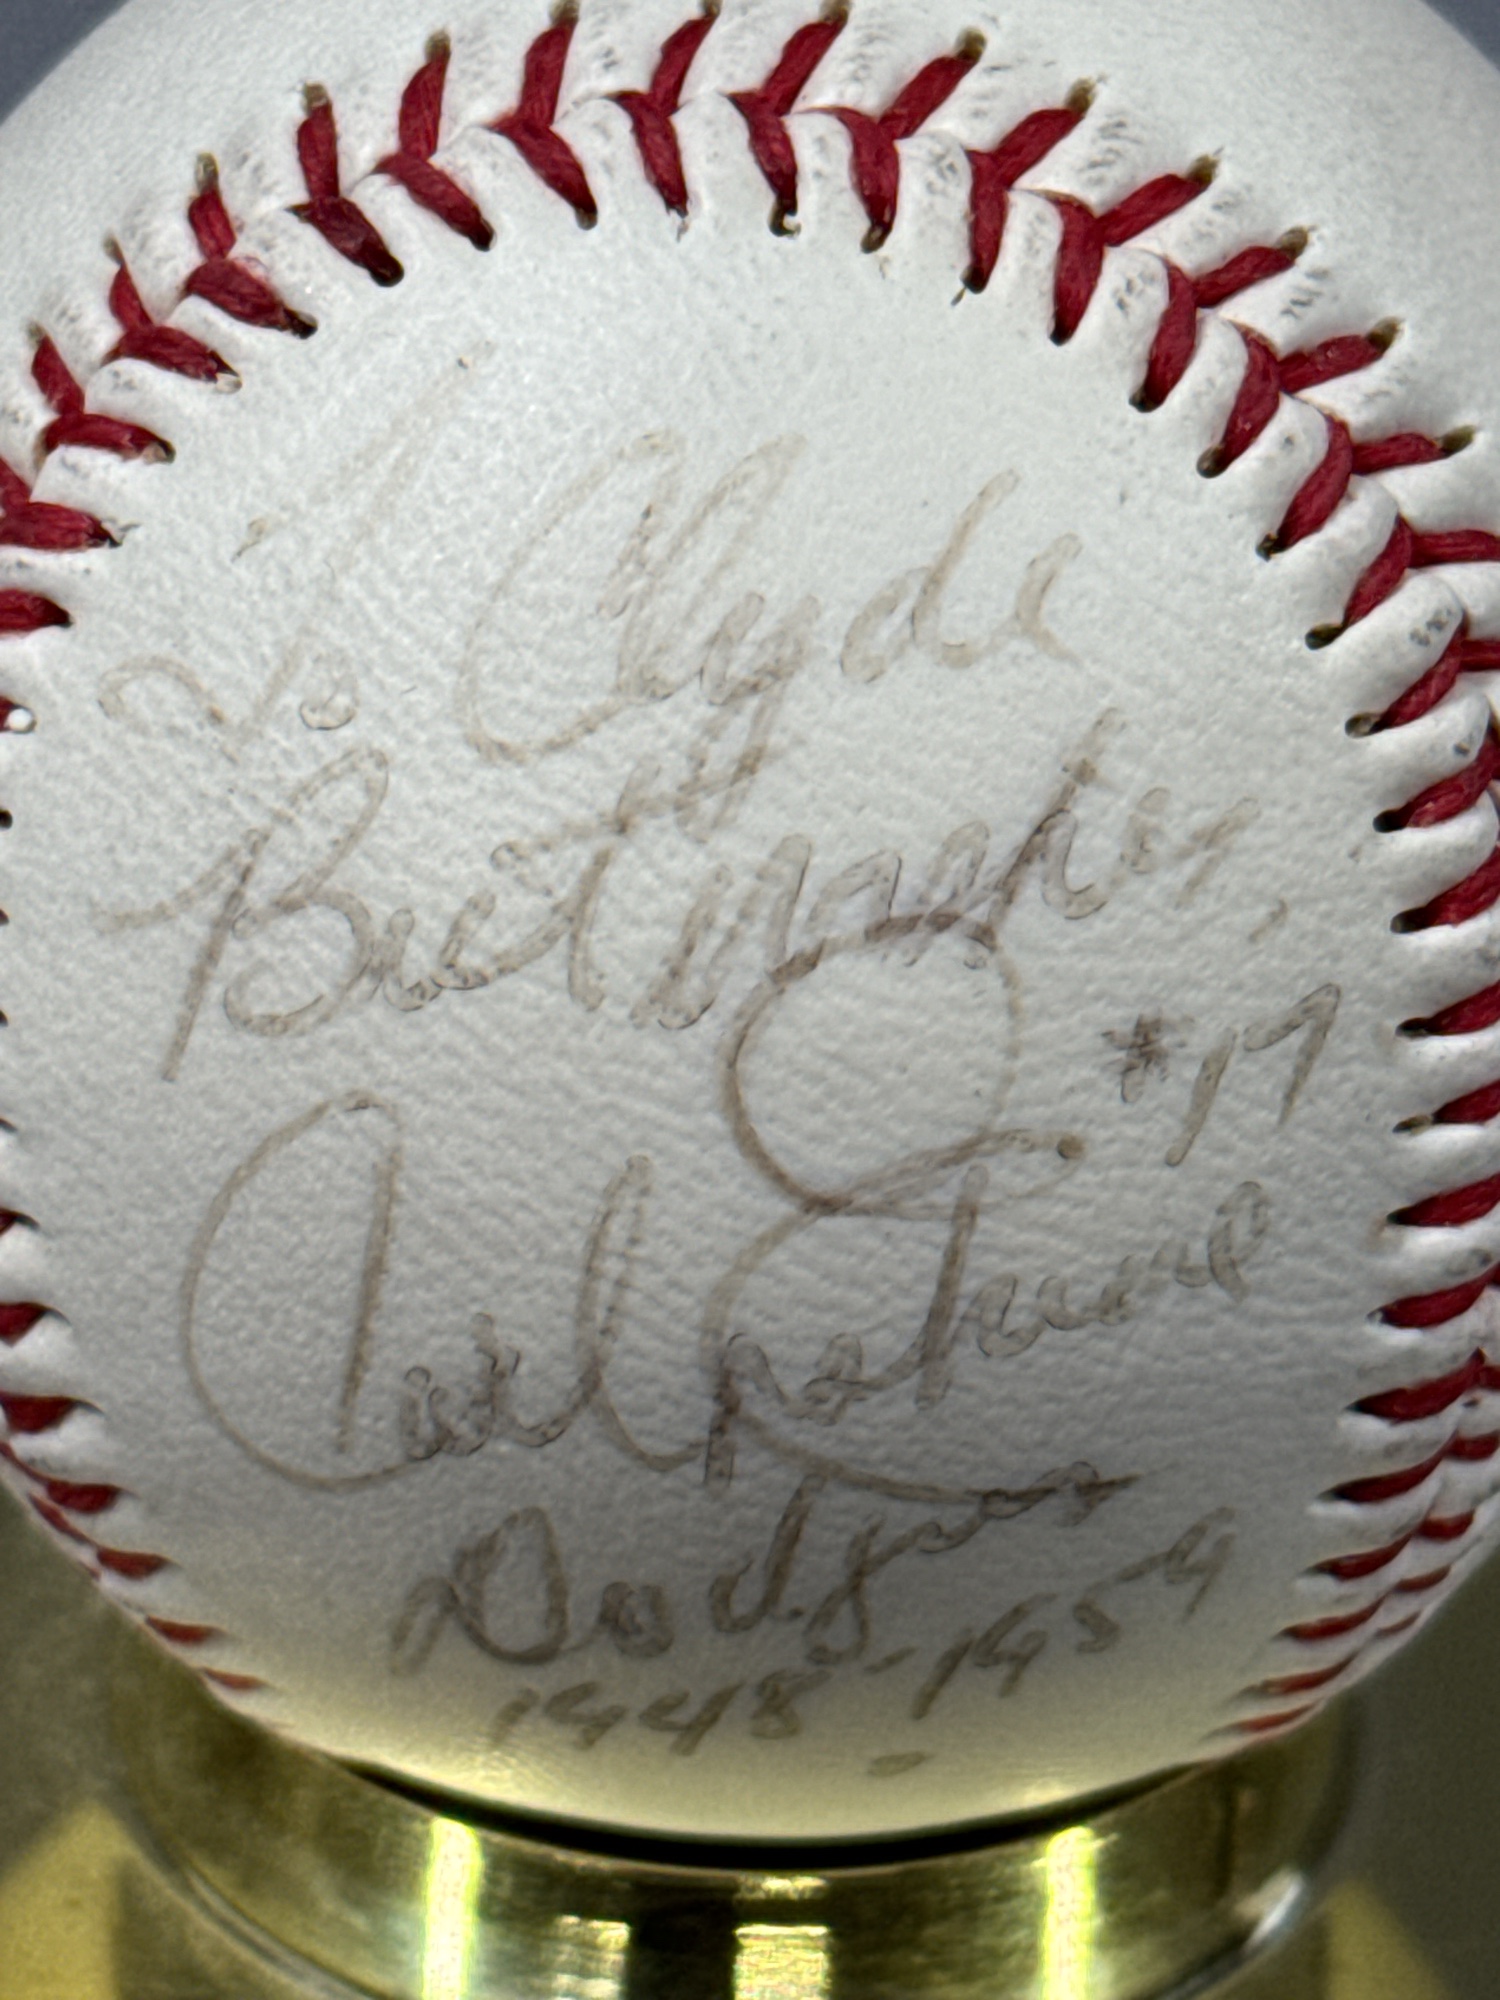 To Clyde
Best Wishes,
#17
Carl Erskine
Dodgers
1948-1959